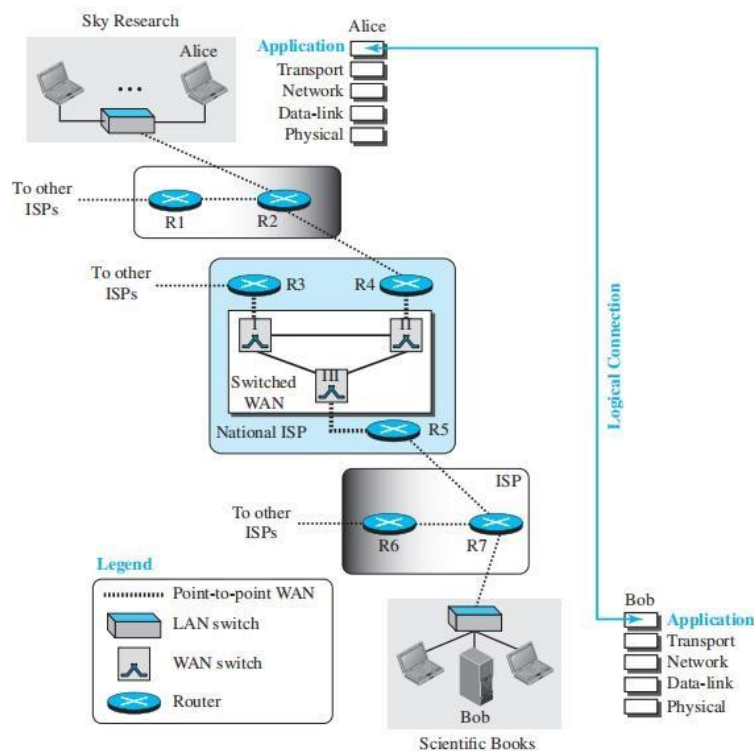 Sky Research
Alice
Alice
Application
Transport
Network
Data-link
Physical
To other
ISPs
R1
R2
To other
ISPs
R3
R4
I
II
III
Switched
WAN
National ISP
R5
Logical Connection
ISP
To other
ISPs
R6
R7
Legend
Point-to-point WAN
LAN switch
WAN switch
Router
Bob
Scientific Books
Bob
Application
Transport
Network
Data-link
Physical